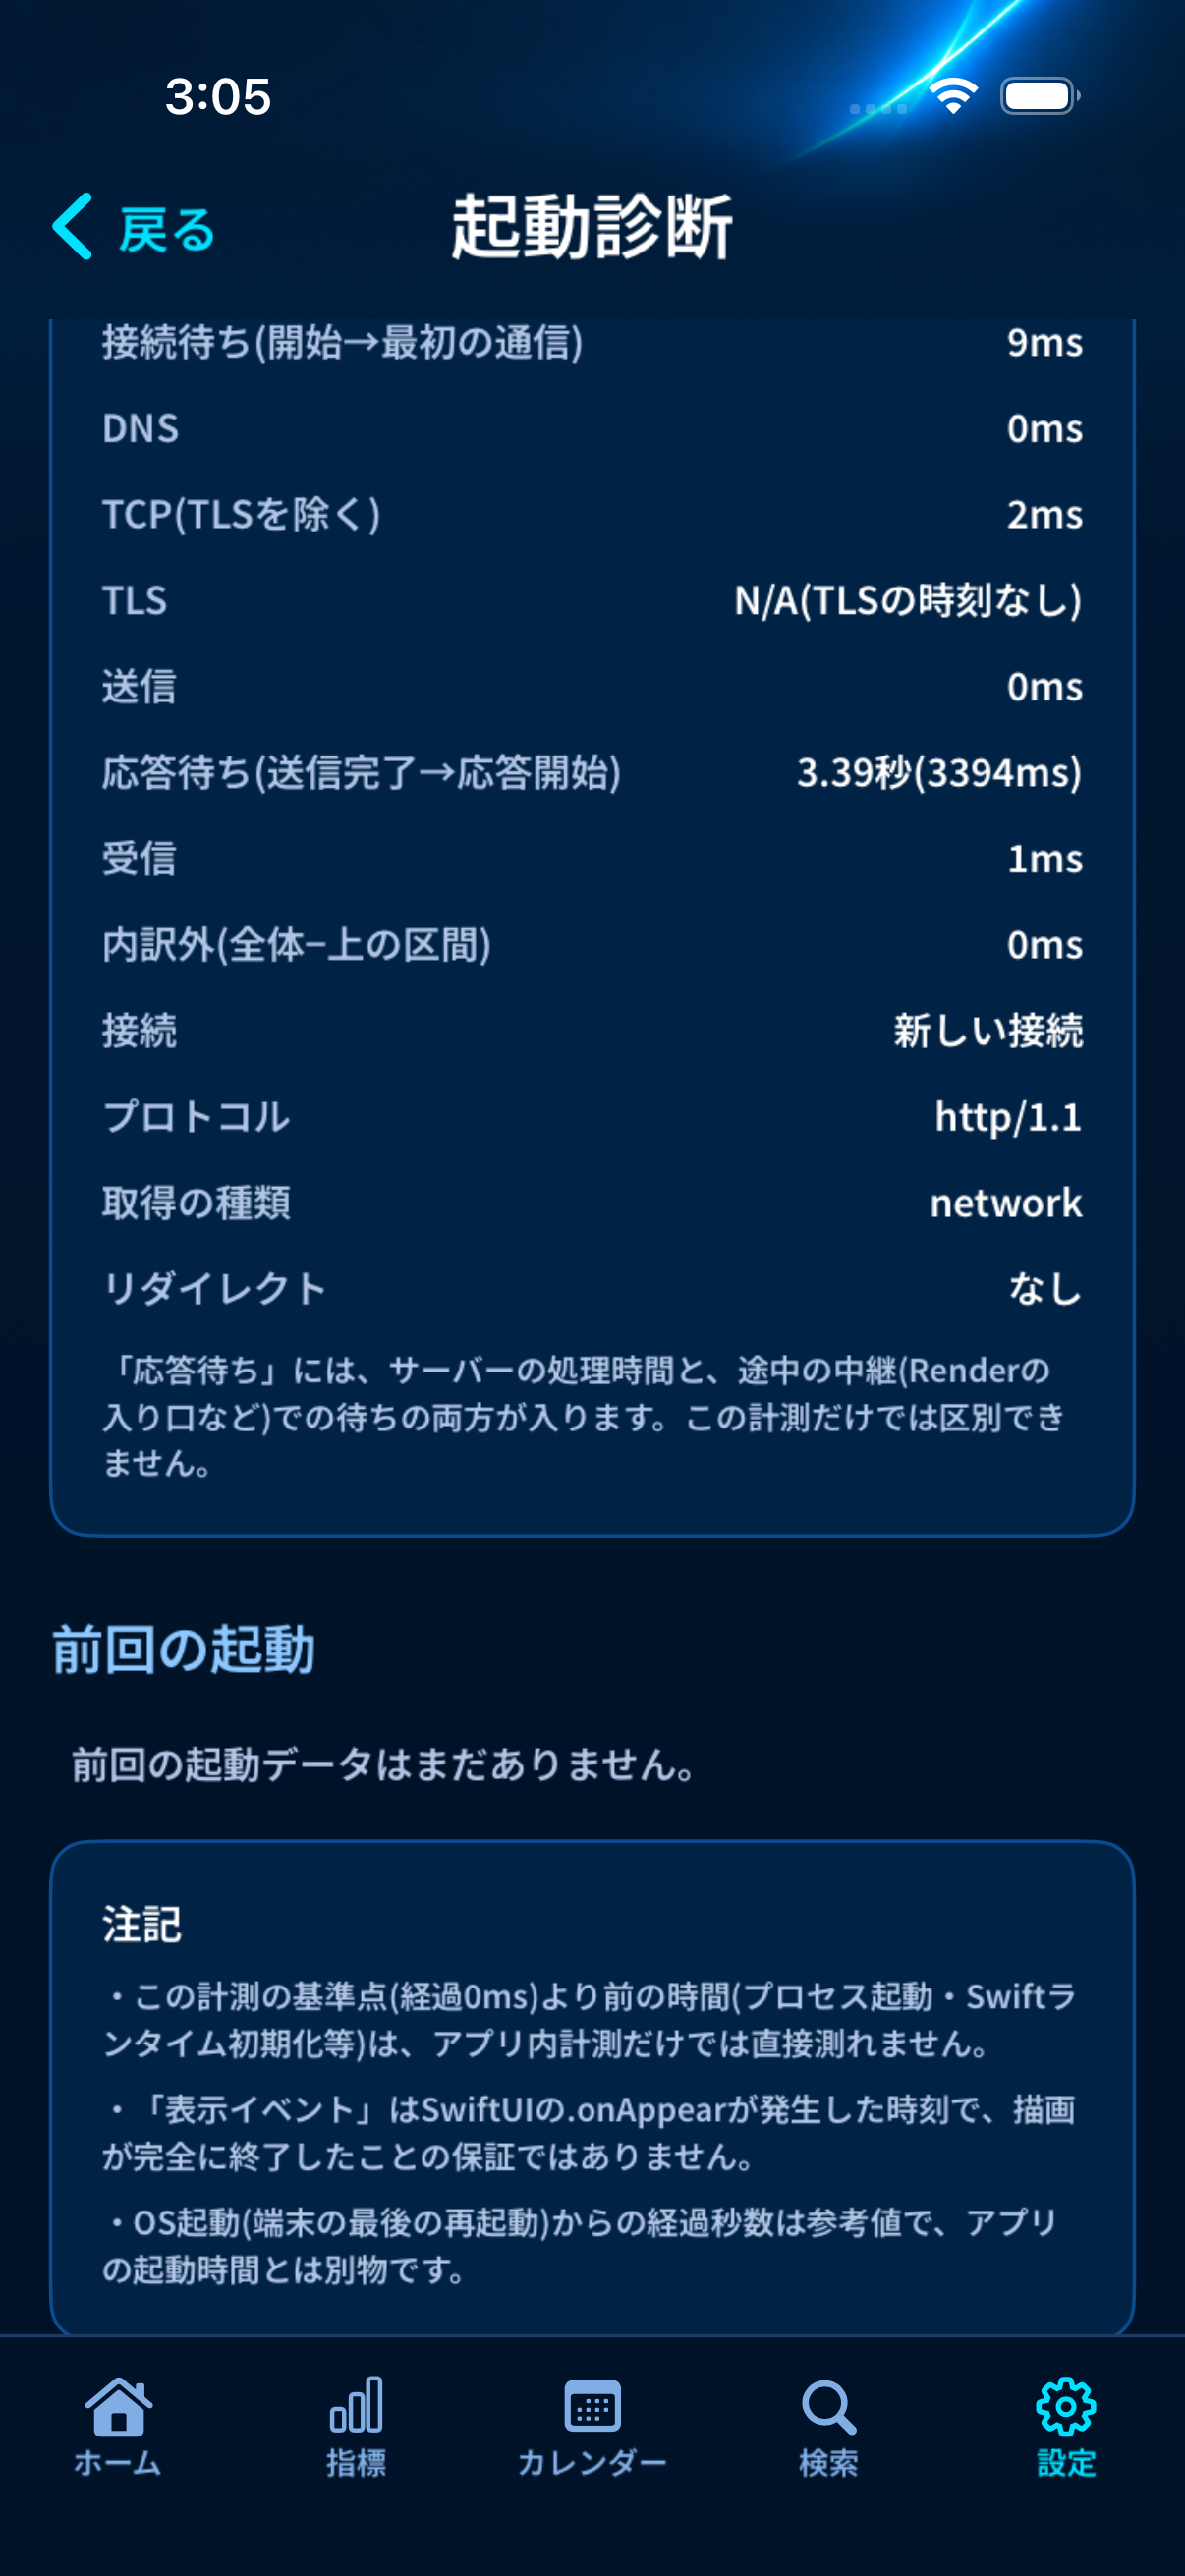 3:05
戻る
起動診断
接続待ち(開始→最初の通信) 9ms
DNS 0ms
TCP(TLSを除く) 2ms
TLS N/A(TLSの時刻なし)
送信 0ms
応答待ち(送信完了→応答開始) 3.39秒(3394ms)
受信 1ms
内訳外(全体−上の区間) 0ms
接続 新しい接続
プロトコル http/1.1
取得の種類 network
リダイレクト なし
「応答待ち」には、サーバーの処理時間と、途中の中継(Renderの
入り口など)での待ちの両方が入ります。この計測だけでは区別でき
ません。
前回の起動
前回の起動データはまだありません。
注記
・この計測の基準点(経過0ms)より前の時間(プロセス起動・Swiftラ
ンタイム初期化等)は、アプリ内計測だけでは直接測れません。
・「表示イベント」はSwiftUIの.onAppearが発生した時刻で、描画
が完全に終了したことの保証ではありません。
・OS起動(端末の最後の再起動)からの経過秒数は参考値で、アプリ
の起動時間とは別物です。
ホーム 指標 カレンダー 検索 設定